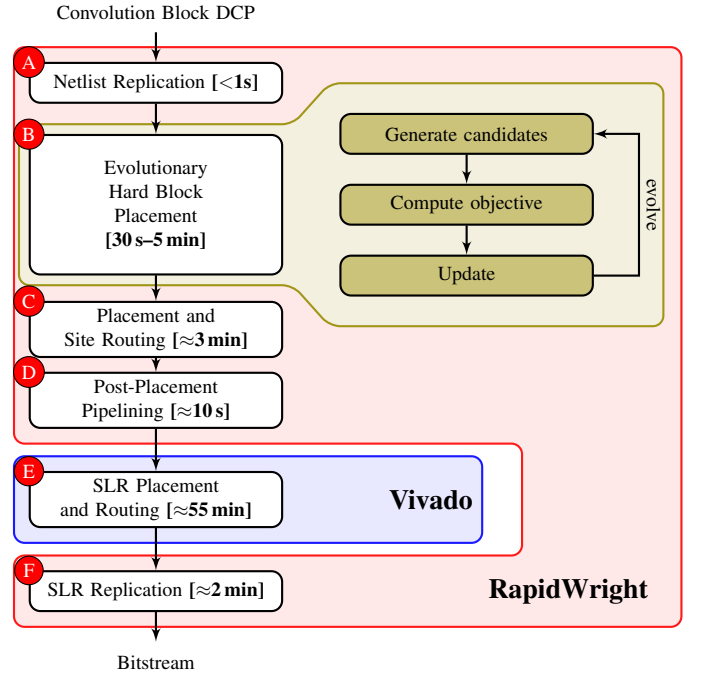 Convolution Block DCP
A
Netlist Replication [<1s]
B
Evolutionary
Hard Block
Placement
[30 s–5 min]
Generate candidates
Compute objective
Update
evolve
C
Placement and
Site Routing [≈3 min]
D
Post-Placement
Pipelining [≈10 s]
E
SLR Placement
and Routing [≈55 min]
Vivado
F
SLR Replication [≈2 min]
RapidWright
Bitstream